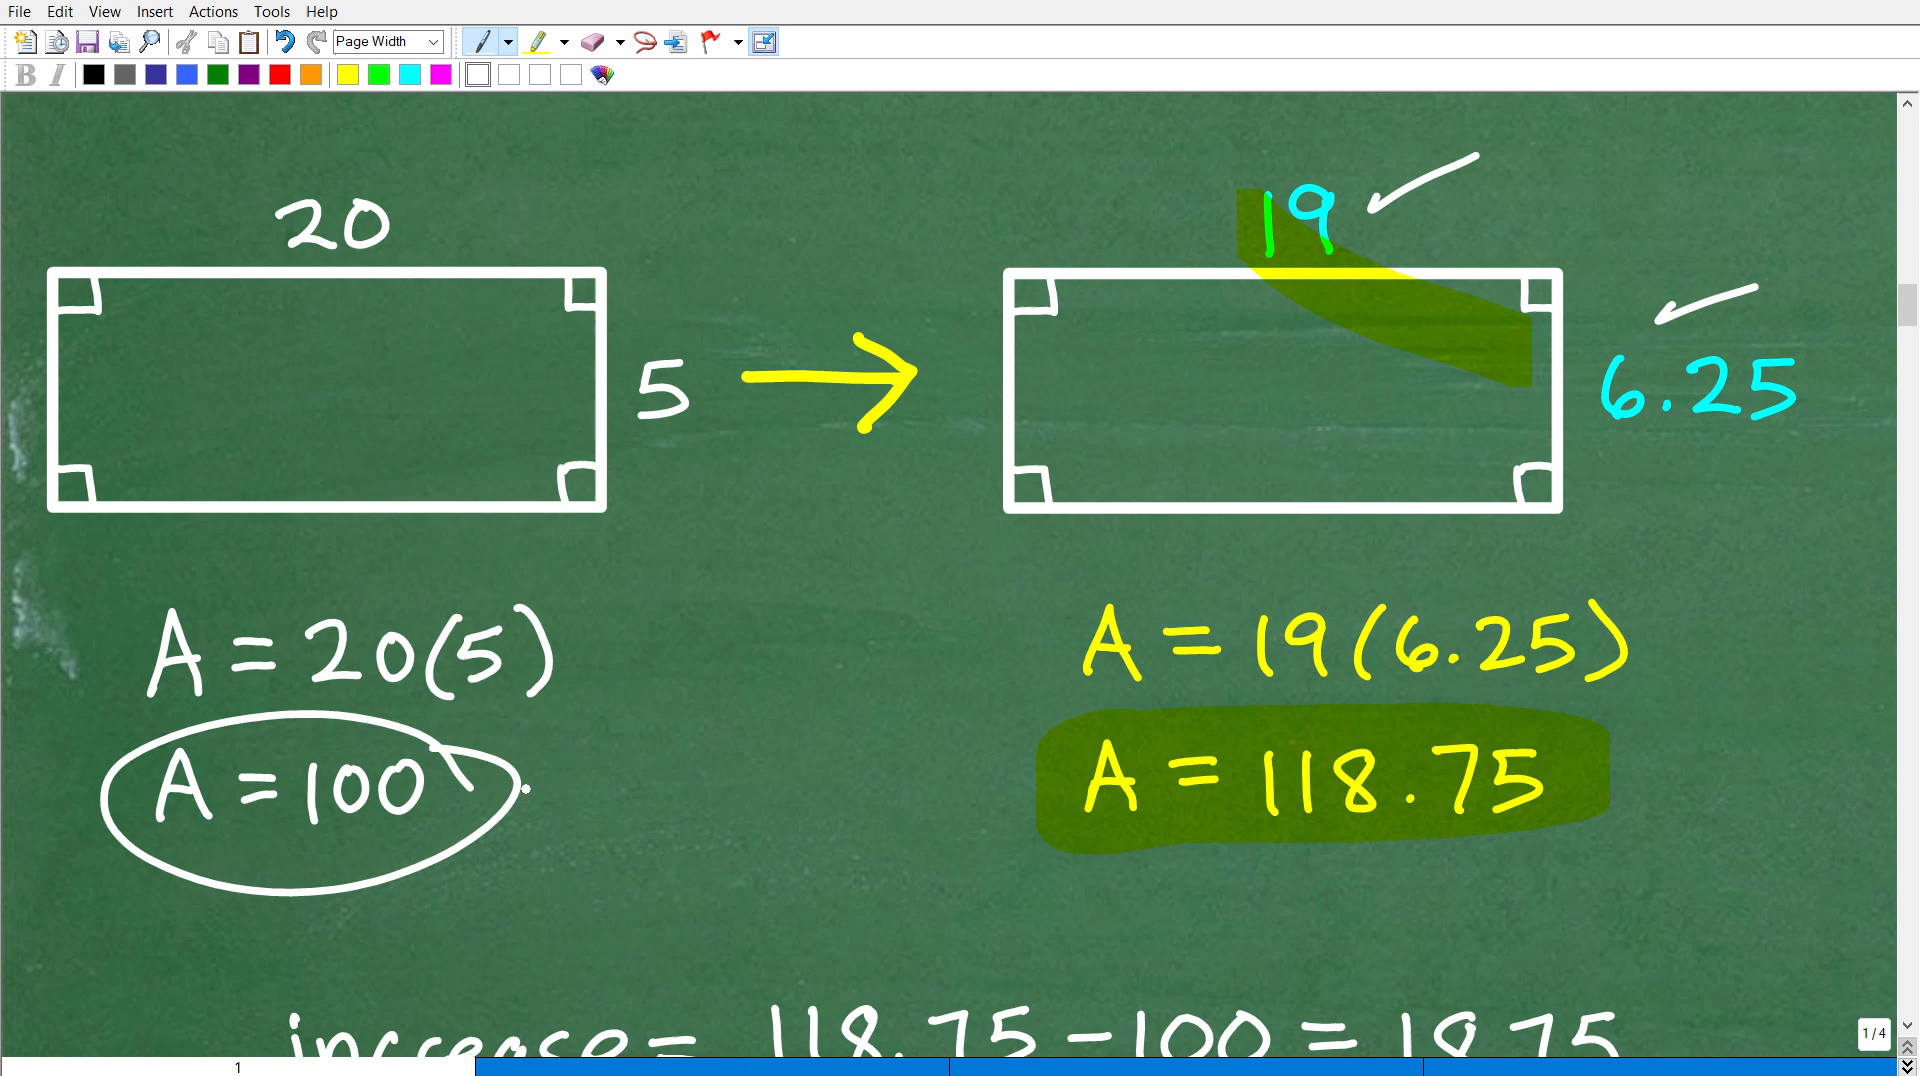 File Edit View Insert Actions Tools Help
Page Width
B I
20
19
5
6.25
A = 20(5)
A = 19(6.25)
A = 100
A = 118.75
increase = 118.75 - 100 = 18.75
1 / 4
1